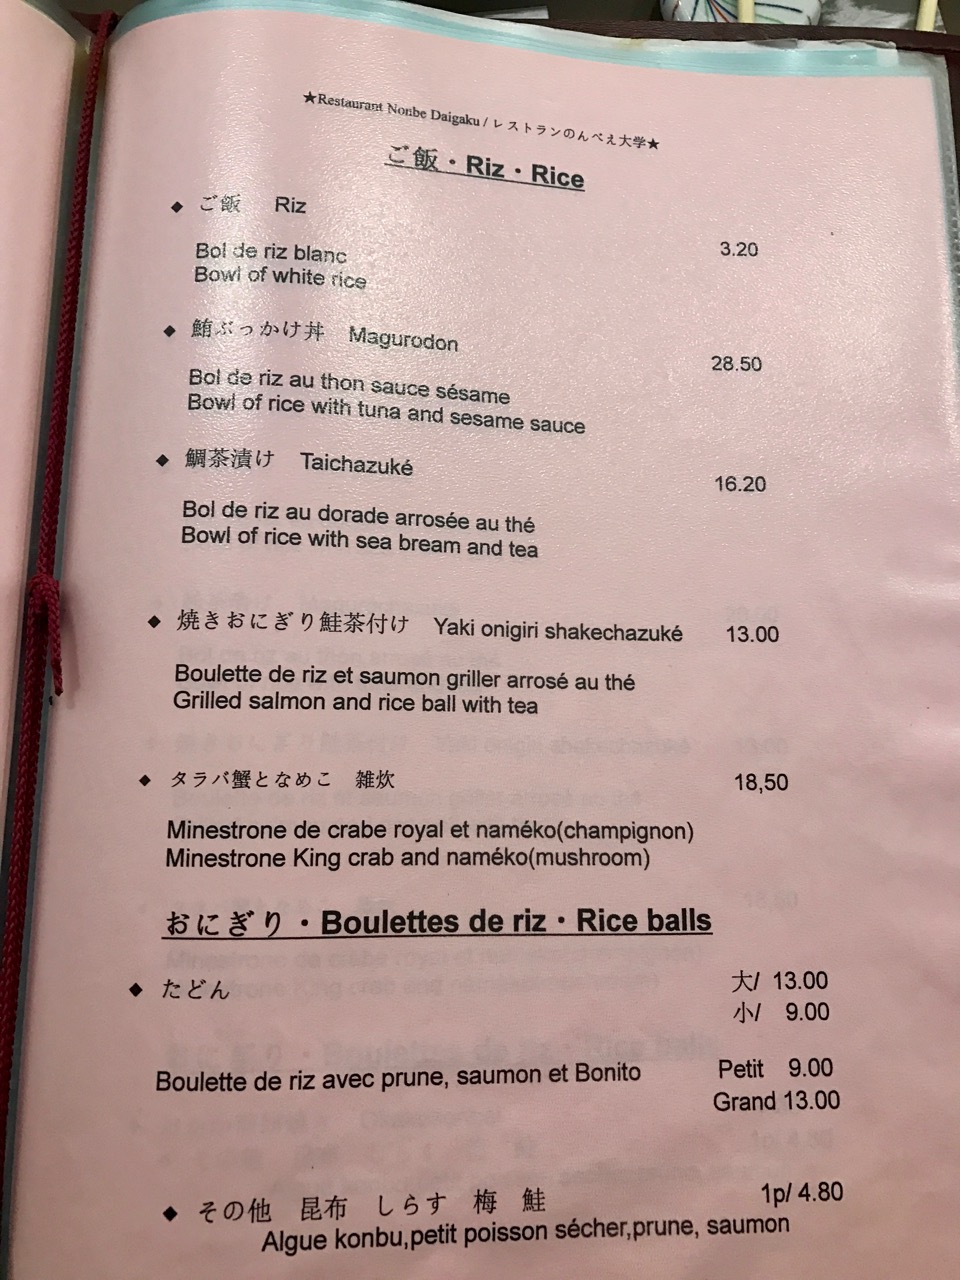 ★Restaurant Nonbe Daigaku / レストランのんべえ大学★
ご飯・Riz・Rice
◆ ご飯 Riz
3.20
Bol de riz blanc
Bowl of white rice
◆ 鮪ぶっかけ丼 Magurodon
28.50
Bol de riz au thon sauce sésame
Bowl of rice with tuna and sesame sauce
◆ 鯛茶漬け Taichazuké
16.20
Bol de riz au dorade arrosée au thé
Bowl of rice with sea bream and tea
◆ 焼きおにぎり鮭茶付け Yaki onigiri shakechazuké 13.00
Boulette de riz et saumon griller arrosé au thé
Grilled salmon and rice ball with tea
◆ タラバ蟹となめこ 雑炊 18,50
Minestrone de crabe royal et naméko(champignon)
Minestrone King crab and naméko(mushroom)
おにぎり・Boulettes de riz・Rice balls
◆ たどん 大/ 13.00
小/ 9.00
Boulette de riz avec prune, saumon et Bonito Petit 9.00
Grand 13.00
◆ その他 昆布 しらす 梅 鮭 1p/ 4.80
Algue konbu,petit poisson sécher,prune, saumon